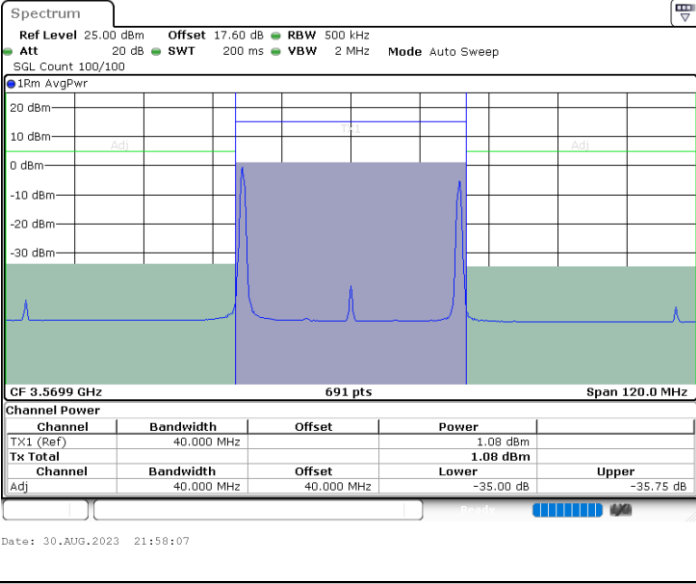 Spectrum
Ref Level 25.00 dBm Offset 17.60 dB RBW 500 kHz
Att 20 dB SWT 200 ms VBW 2 MHz Mode Auto Sweep
SGL Count 100/100
1Rm AvgPwr
20 dBm
TX1
10 dBm
Adj Adj
0 dBm
-10 dBm
-20 dBm
-30 dBm
CF 3.5699 GHz 691 pts Span 120.0 MHz
Channel Power
Channel Bandwidth Offset Power
TX1 (Ref) 40.000 MHz 1.08 dBm
Tx Total 1.08 dBm
Channel Bandwidth Offset Lower Upper
Adj 40.000 MHz 40.000 MHz -35.00 dB -35.75 dB
Ready
Date: 30.AUG.2023 21:58:07